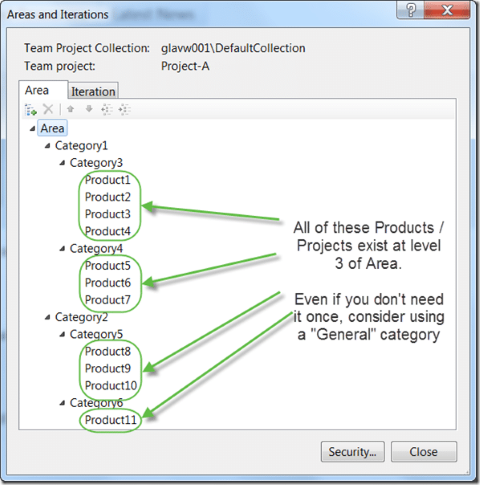 Areas and Iterations
Latest News
Team Project Collection: glavw001\DefaultCollection
Team project: Project-A
Area Iteration
Area
Category1
Category3
Product1
Product2
Product3
Product4
Category4
Product5
Product6
Product7
Category2
Category5
Product8
Product9
Product10
Category6
Product11
All of these Products /
Projects exist at level
3 of Area.
Even if you don't need
it once, consider using
a "General" category
Security... Close